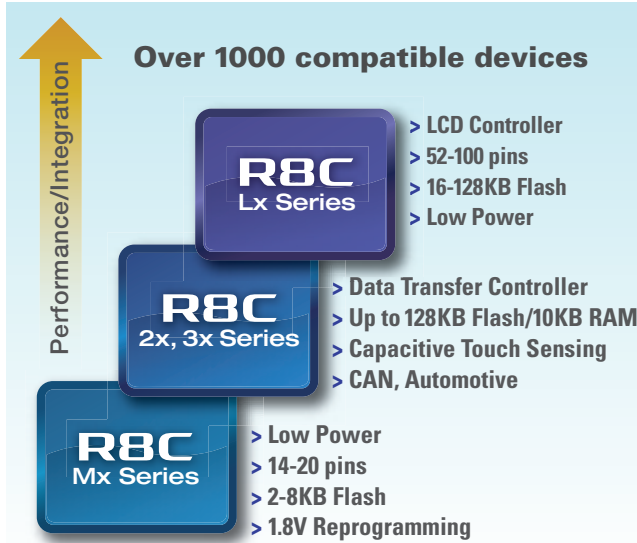 Over 1000 compatible devices
Performance/Integration
R8C
Lx Series
> LCD Controller
> 52-100 pins
> 16-128KB Flash
> Low Power
R8C
2x, 3x Series
> Data Transfer Controller
> Up to 128KB Flash/10KB RAM
> Capacitive Touch Sensing
> CAN, Automotive
R8C
Mx Series
> Low Power
> 14-20 pins
> 2-8KB Flash
> 1.8V Reprogramming